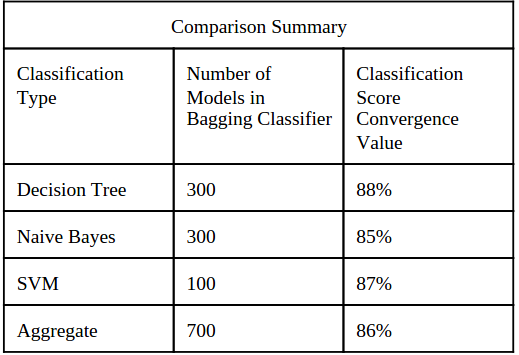 Comparison Summary
Classification
Type
Number of
Models in
Bagging Classifier
Classification
Score
Convergence
Value
Decision Tree 300 88%
Naive Bayes 300 85%
SVM 100 87%
Aggregate 700 86%